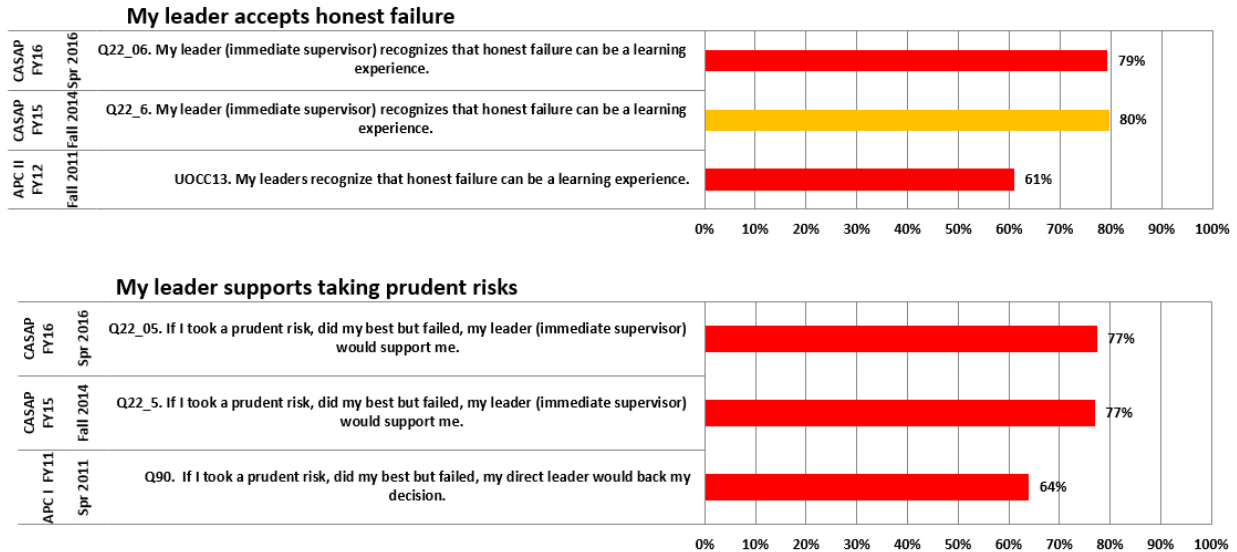 My leader accepts honest failure
CASAP
FY16
Spr 2016
Q22_06. My leader (immediate supervisor) recognizes that honest failure can be a learning
experience.
79%
CASAP
FY15
Fall 2014
Q22_6. My leader (immediate supervisor) recognizes that honest failure can be a learning
experience.
80%
APC II
FY12
Fall 2011
UOCC13. My leaders recognize that honest failure can be a learning experience.
61%
0% 10% 20% 30% 40% 50% 60% 70% 80% 90% 100%
My leader supports taking prudent risks
CASAP
FY16
Spr 2016
Q22_05. If I took a prudent risk, did my best but failed, my leader (immediate supervisor)
would support me.
77%
CASAP
FY15
Fall 2014
Q22_5. If I took a prudent risk, did my best but failed, my leader (immediate supervisor)
would support me.
77%
APC I FY11
Spr 2011
Q90. If I took a prudent risk, did my best but failed, my direct leader would back my
decision.
64%
0% 10% 20% 30% 40% 50% 60% 70% 80% 90% 100%